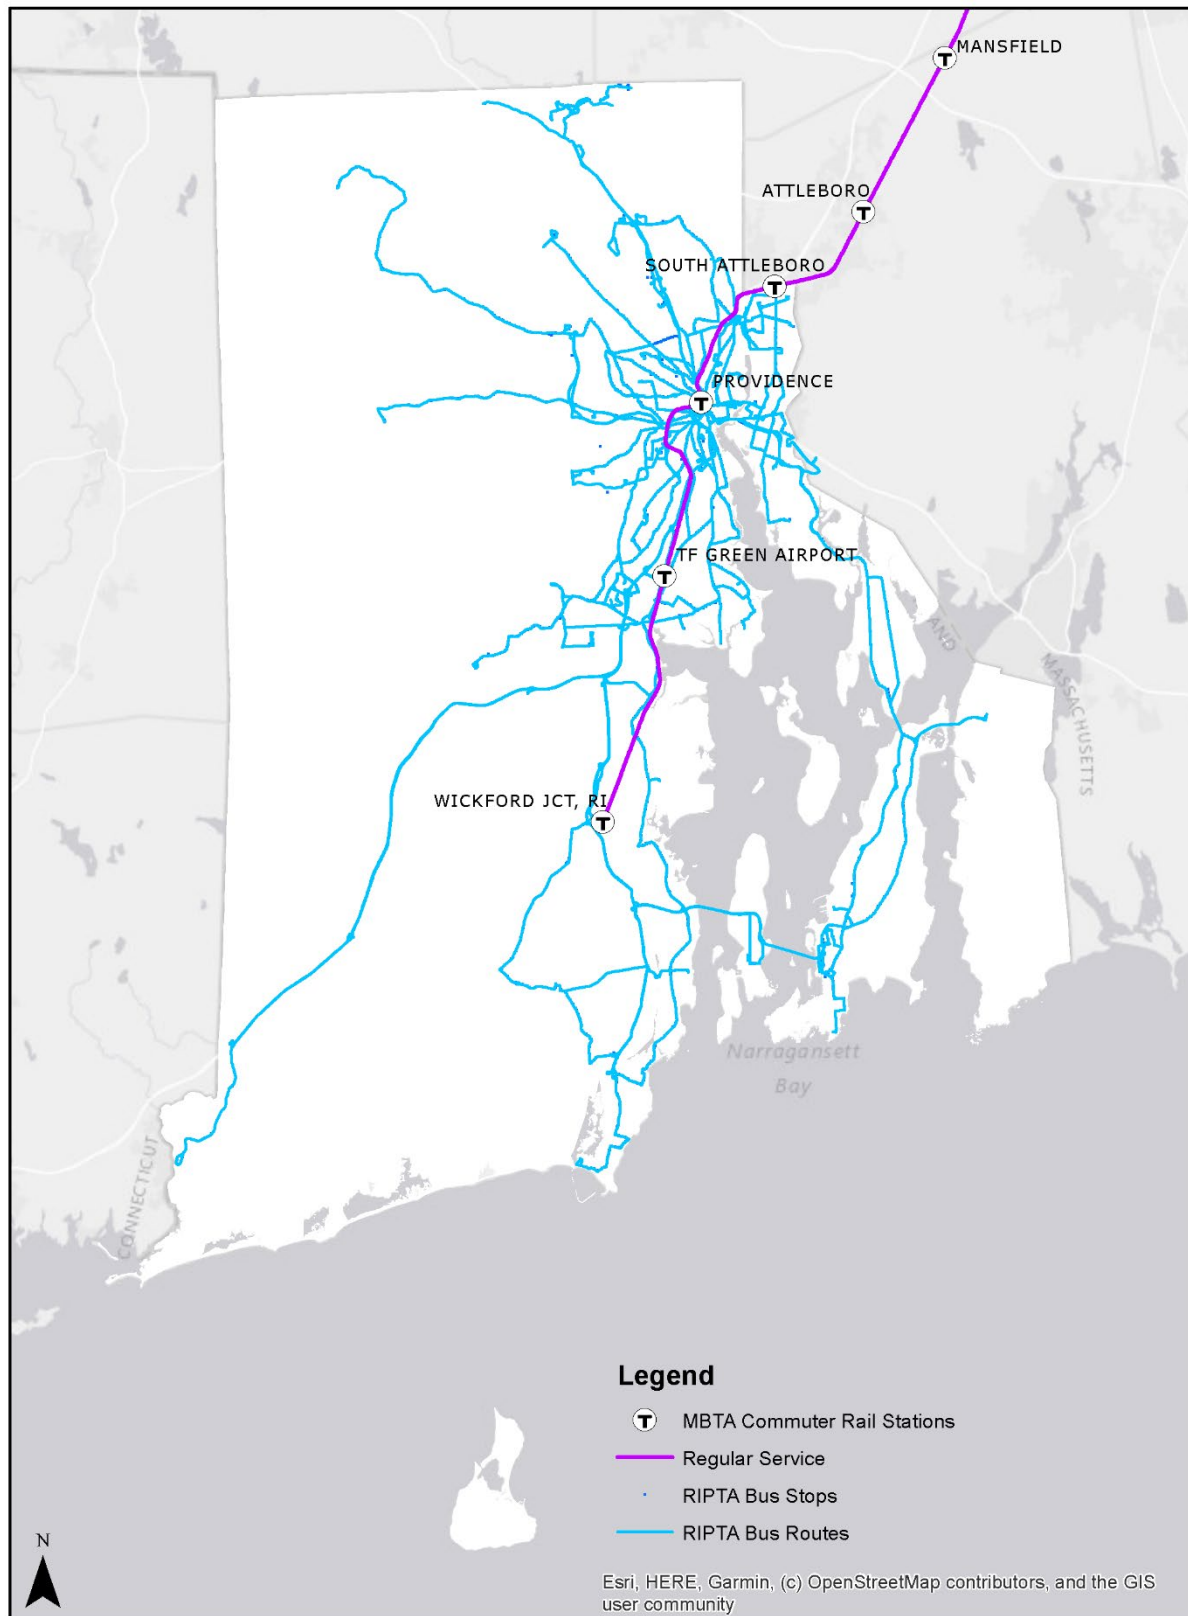 MANSFIELD
ATTLEBORO
SOUTH ATTLEBORO
PROVIDENCE
TF GREEN AIRPORT
AND
MASSACHUSETTS
WICKFORD JCT, RI
Narragansett
Bay
CONNECTICUT
Legend
T MBTA Commuter Rail Stations
Regular Service
RIPTA Bus Stops
RIPTA Bus Routes
N
Esri, HERE, Garmin, (c) OpenStreetMap contributors, and the GIS
user community